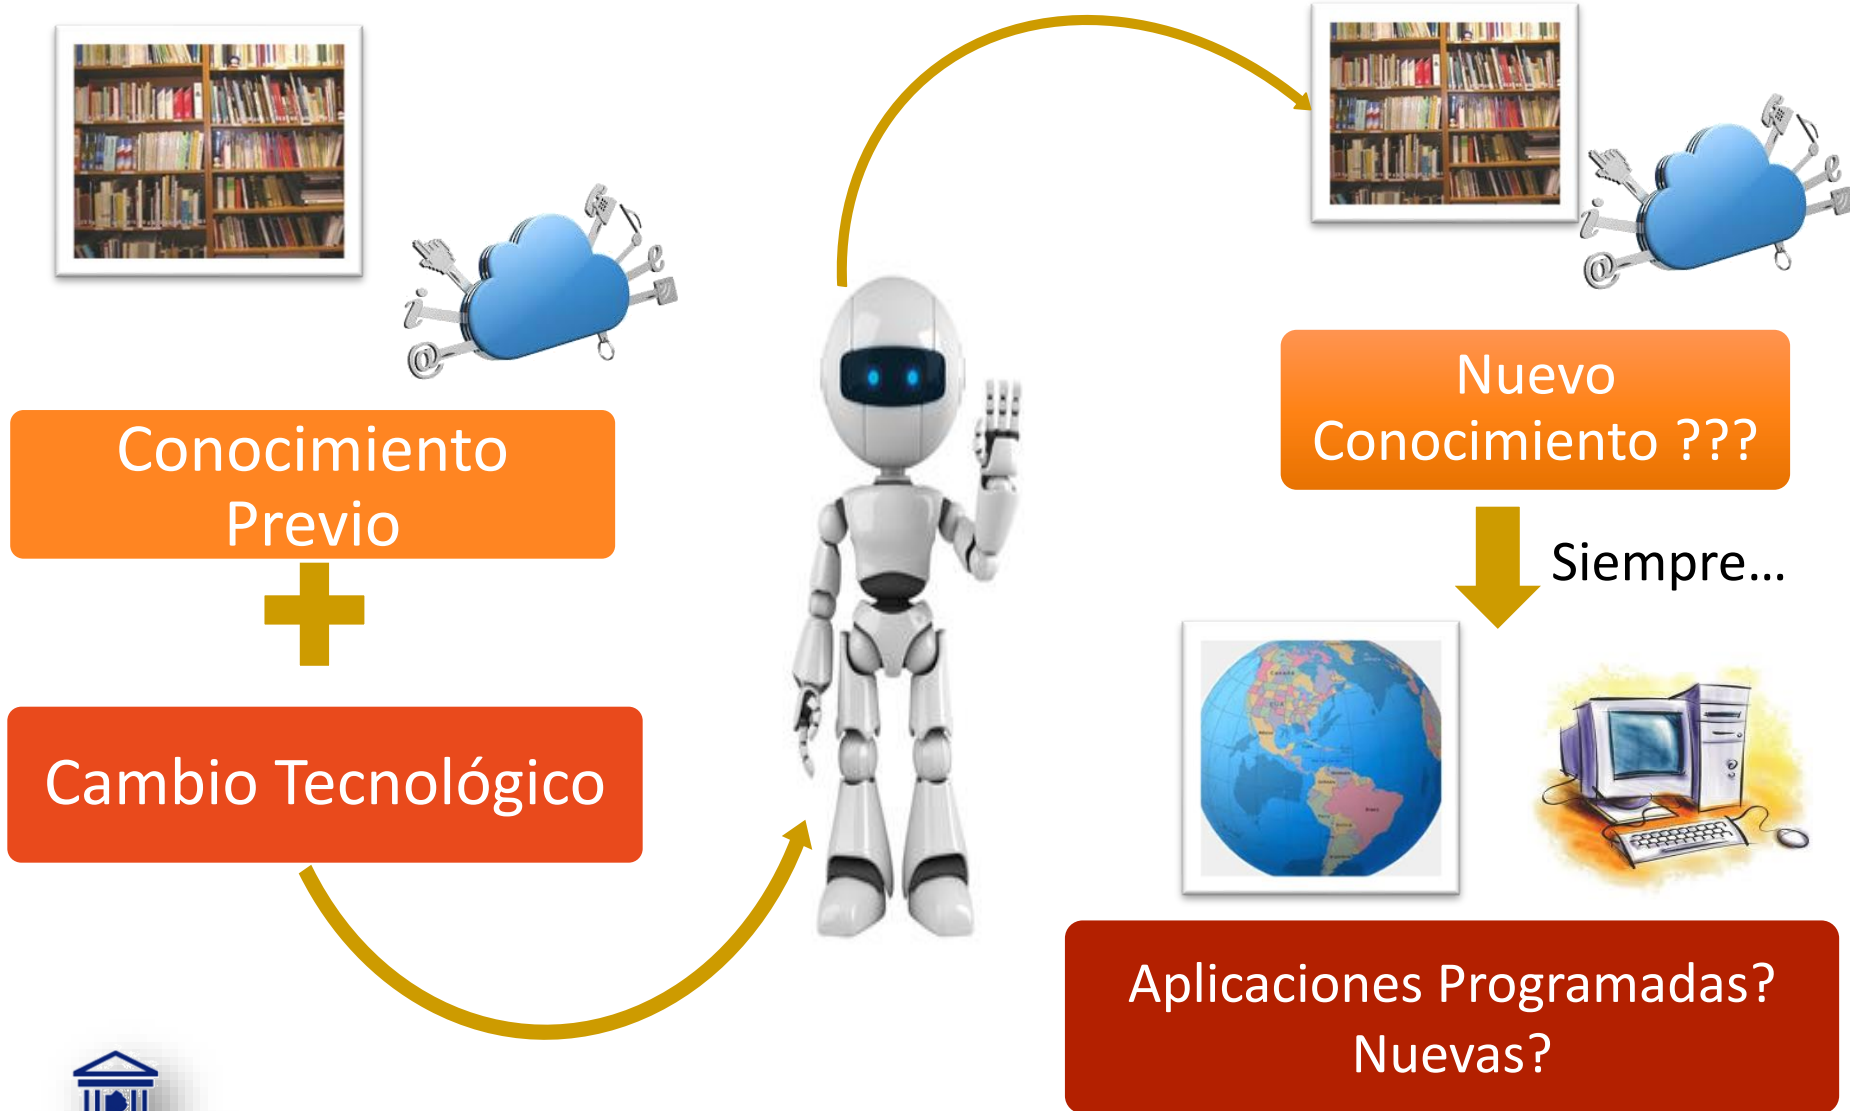 Conocimiento
Previo
Cambio Tecnológico
Nuevo
Conocimiento ???
Siempre...
Aplicaciones Programadas?
Nuevas?